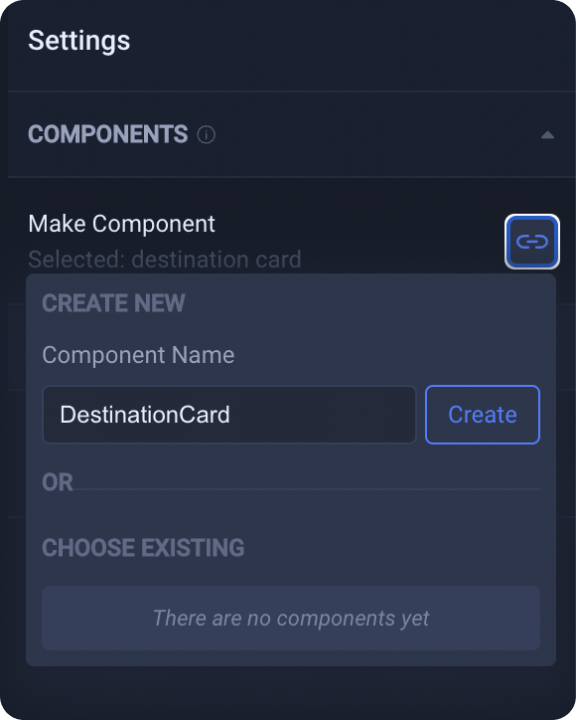 Settings
COMPONENTS
Make Component
Selected: destination card
CREATE NEW
Component Name
DestinationCard
Create
OR
CHOOSE EXISTING
There are no components yet